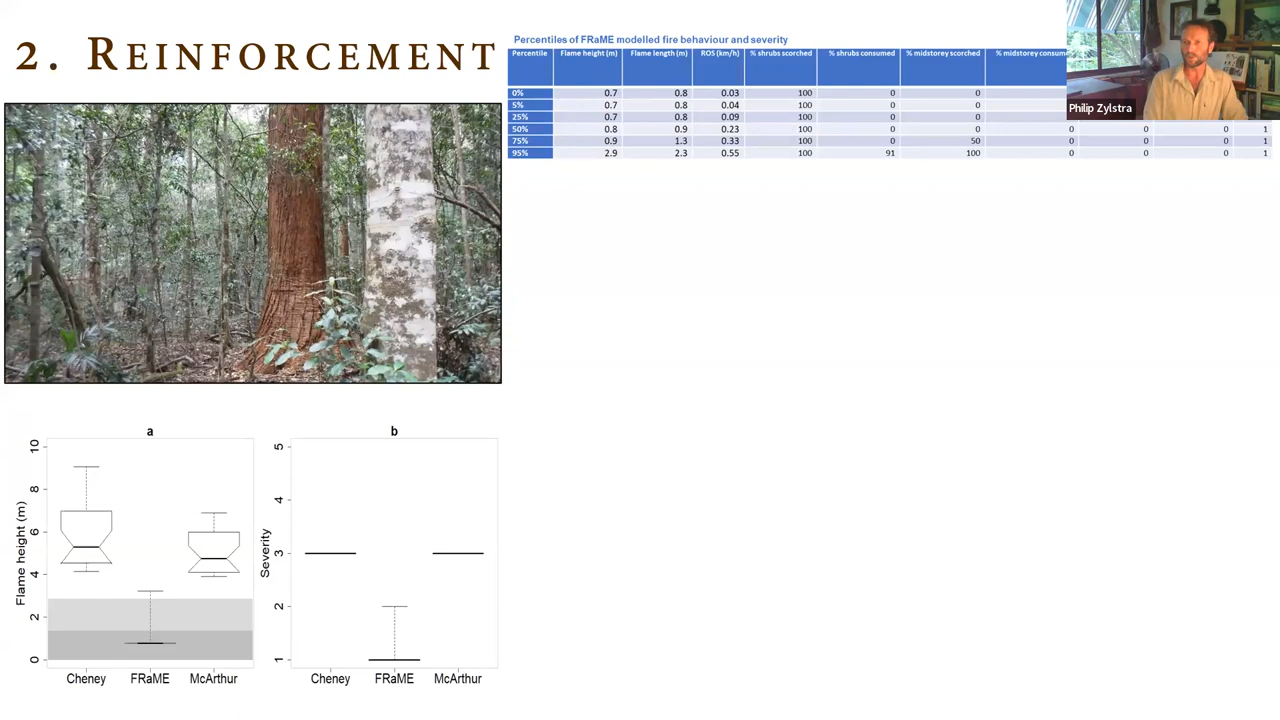 2. REINFORCEMENT
Percentiles of FRaME modelled fire behaviour and severity
Percentile Flame height (m) Flame length (m) ROS (km/h) % shrubs scorched % shrubs consumed % midstorey scorched % midstorey consum
0% 0.7 0.8 0.03 100 0 0
5% 0.7 0.8 0.04 100 0 0
25% 0.7 0.8 0.09 100 0 0
50% 0.8 0.9 0.23 100 0 0 0 0 0 1
75% 0.9 1.3 0.33 100 0 50 0 0 0 1
95% 2.9 2.3 0.55 100 91 100 0 0 0 1
Philip Zylstra
a
Flame height (m)
10
8
6
4
2
0
Cheney FRaME McArthur
b
Severity
5
4
3
2
1
Cheney FRaME McArthur